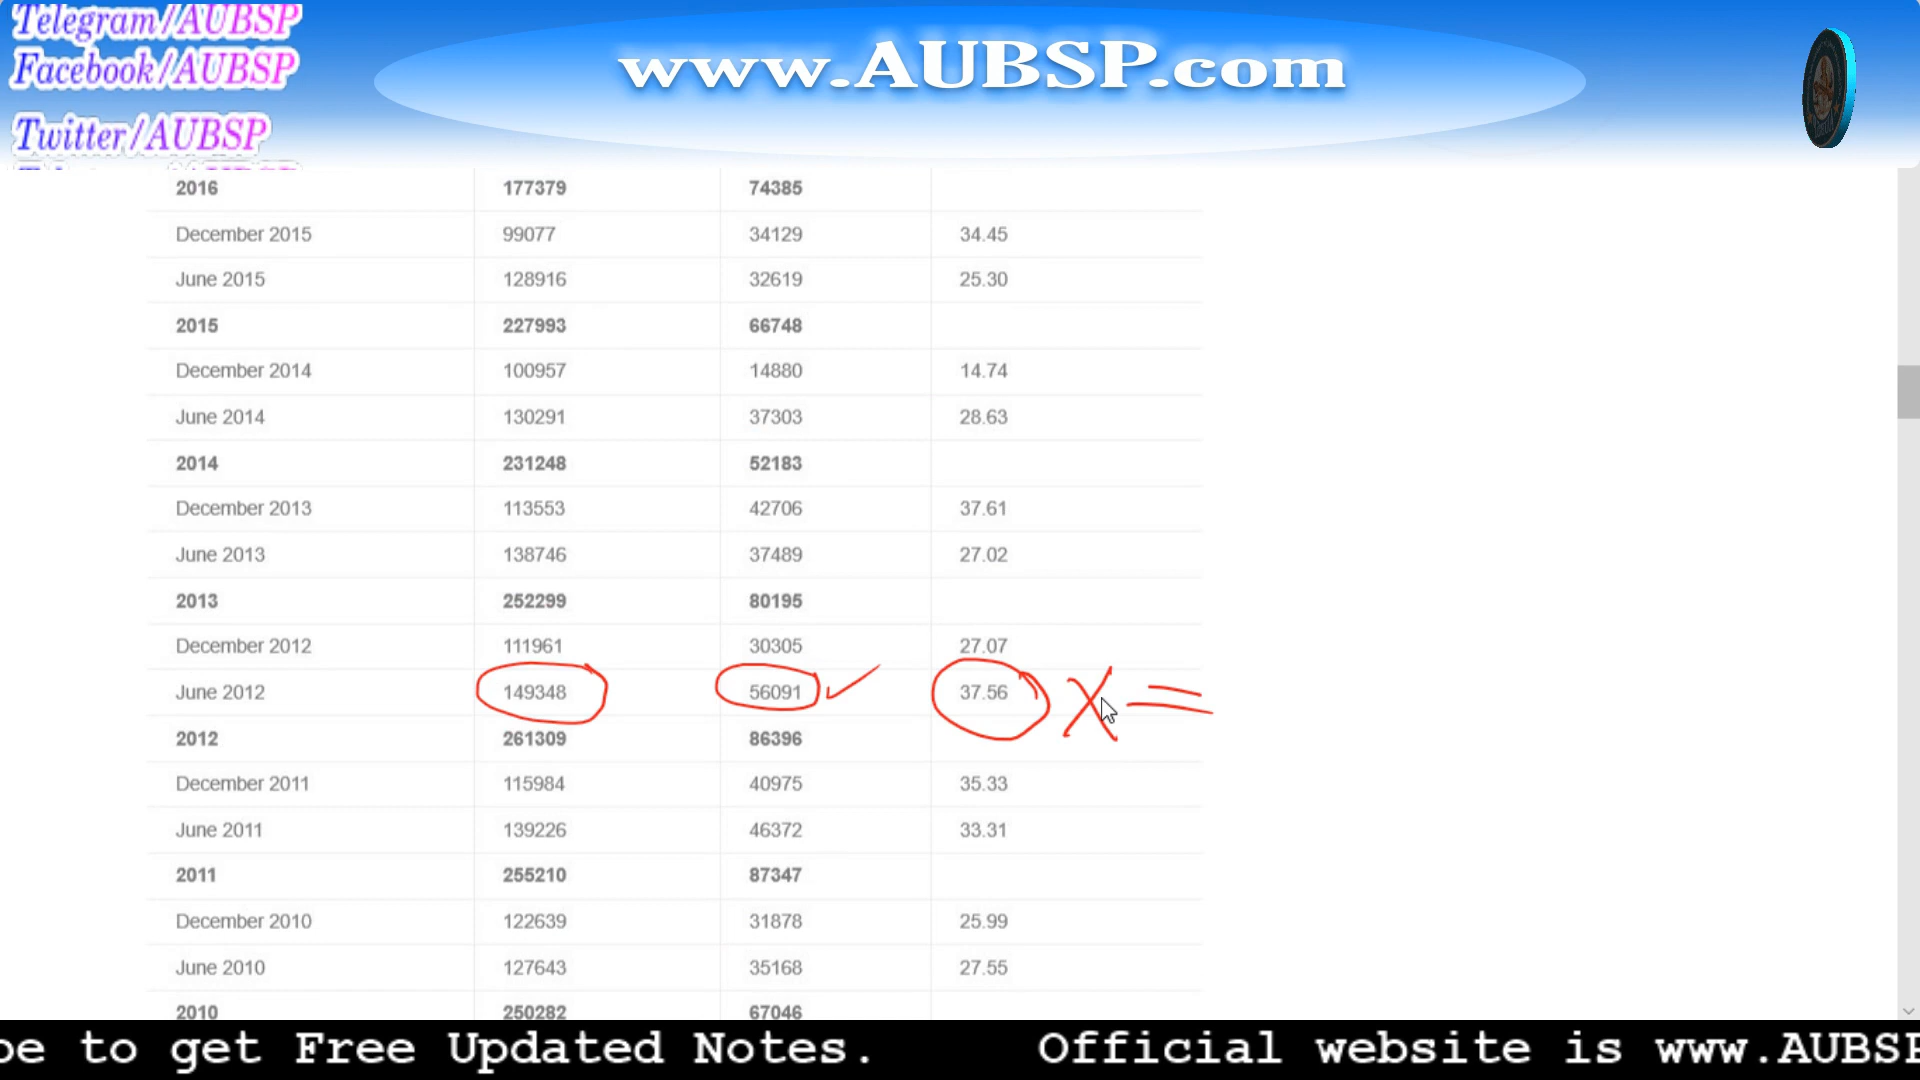 Telegram/AUBSP
Facebook/AUBSP
Twitter/AUBSP
www.AUBSP.com
2016 177379 74385
December 2015 99077 34129 34.45
June 2015 128916 32619 25.30
2015 227993 66748
December 2014 100957 14880 14.74
June 2014 130291 37303 28.63
2014 231248 52183
December 2013 113553 42706 37.61
June 2013 138746 37489 27.02
2013 252299 80195
December 2012 111961 30305 27.07
June 2012 149348 56091 ✓ 37.56 X =
2012 261309 86396
December 2011 115984 40975 35.33
June 2011 139226 46372 33.31
2011 255210 87347
December 2010 122639 31878 25.99
June 2010 127643 35168 27.55
2010 250282 67046
be to get Free Updated Notes. Official website is www.AUBSP